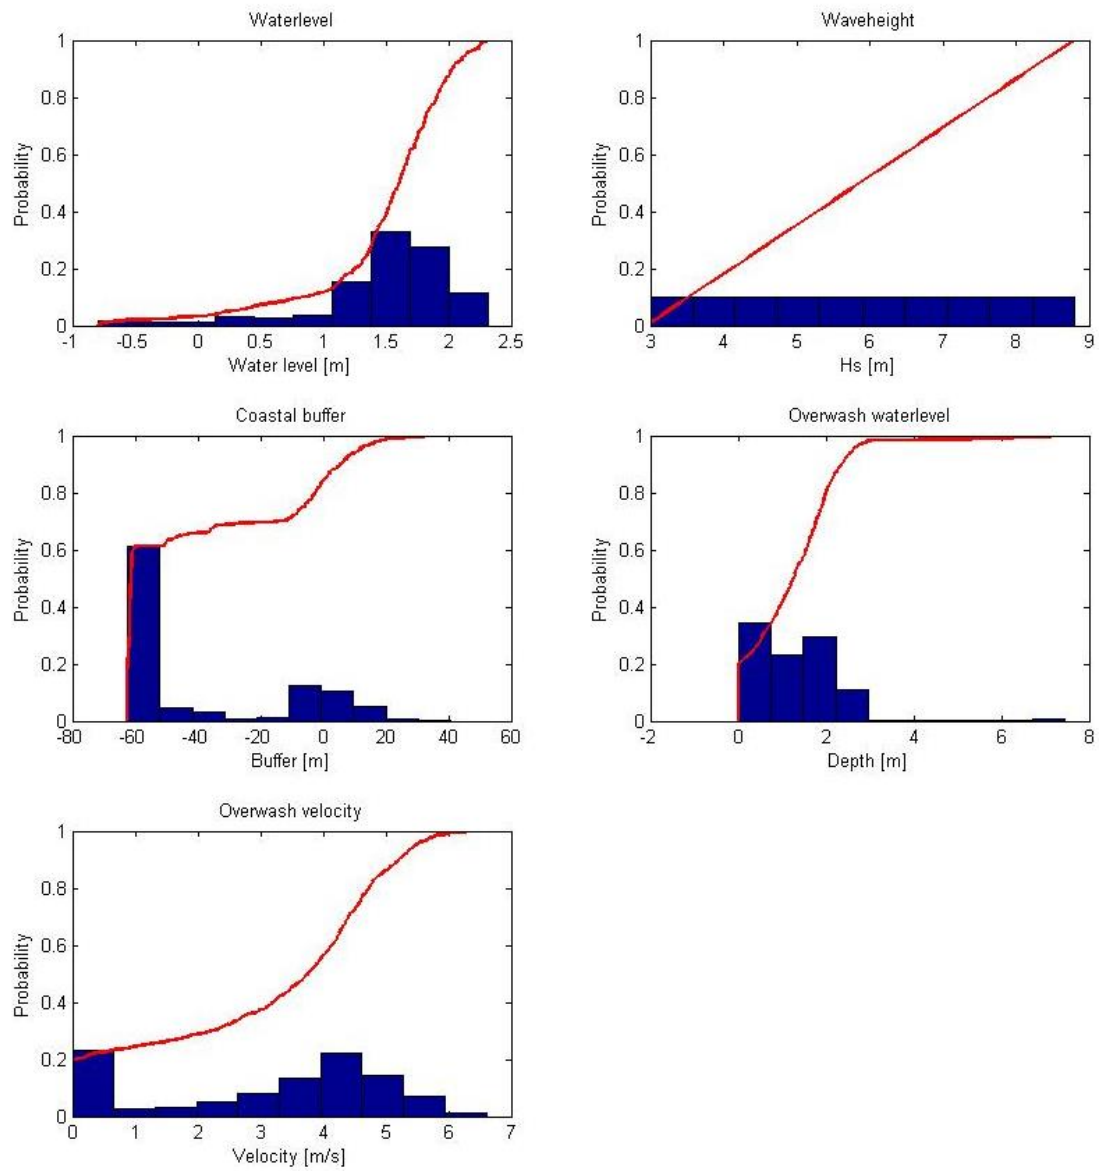 Waterlevel
1
0.8
0.6
0.4
0.2
0
Probability
-1 -0.5 0 0.5 1 1.5 2 2.5
Water level [m]
Waveheight
1
0.8
0.6
0.4
0.2
0
Probability
3 4 5 6 7 8 9
Hs [m]
Coastal buffer
1
0.8
0.6
0.4
0.2
0
Probability
-80 -60 -40 -20 0 20 40 60
Buffer [m]
Overwash waterlevel
1
0.8
0.6
0.4
0.2
0
Probability
-2 0 2 4 6 8
Depth [m]
Overwash velocity
1
0.8
0.6
0.4
0.2
0
Probability
0 1 2 3 4 5 6 7
Velocity [m/s]